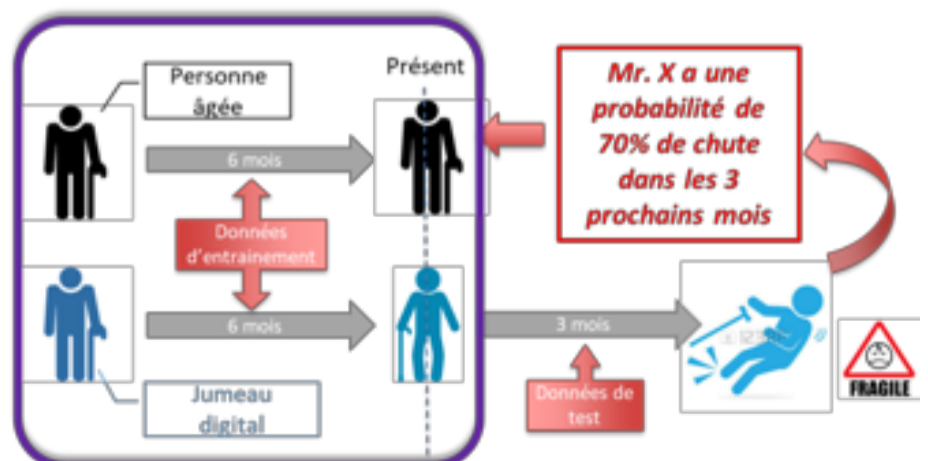 Personne
âgée
Présent
6 mois
Données
d'entrainement
6 mois
Jumeau
digital
Mr. X a une
probabilité de
70% de chute
dans les 3
prochains mois
3 mois
Données de
test
FRAGILE